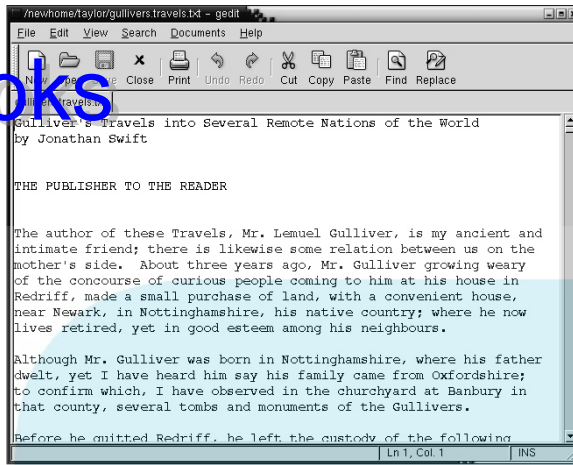 /newhome/taylor/gullivers.travels.txt - gedit
File Edit View Search Documents Help
Close Print Undo Redo Cut Copy Paste Find Replace
oks
Gulliver's Travels into Several Remote Nations of the World
by Jonathan Swift
THE PUBLISHER TO THE READER
The author of these Travels, Mr. Lemuel Gulliver, is my ancient and
intimate friend; there is likewise some relation between us on the
mother's side. About three years ago, Mr. Gulliver growing weary
of the concourse of curious people coming to him at his house in
Redriff, made a small purchase of land, with a convenient house,
near Newark, in Nottinghamshire, his native country; where he now
lives retired, yet in good esteem among his neighbours.
Although Mr. Gulliver was born in Nottinghamshire, where his father
dwelt, yet I have heard him say his family came from Oxfordshire;
to confirm which, I have observed in the churchyard at Banbury in
that county, several tombs and monuments of the Gullivers.
Before he quitted Redriff, he left the custody of the following
Ln 1, Col. 1 INS